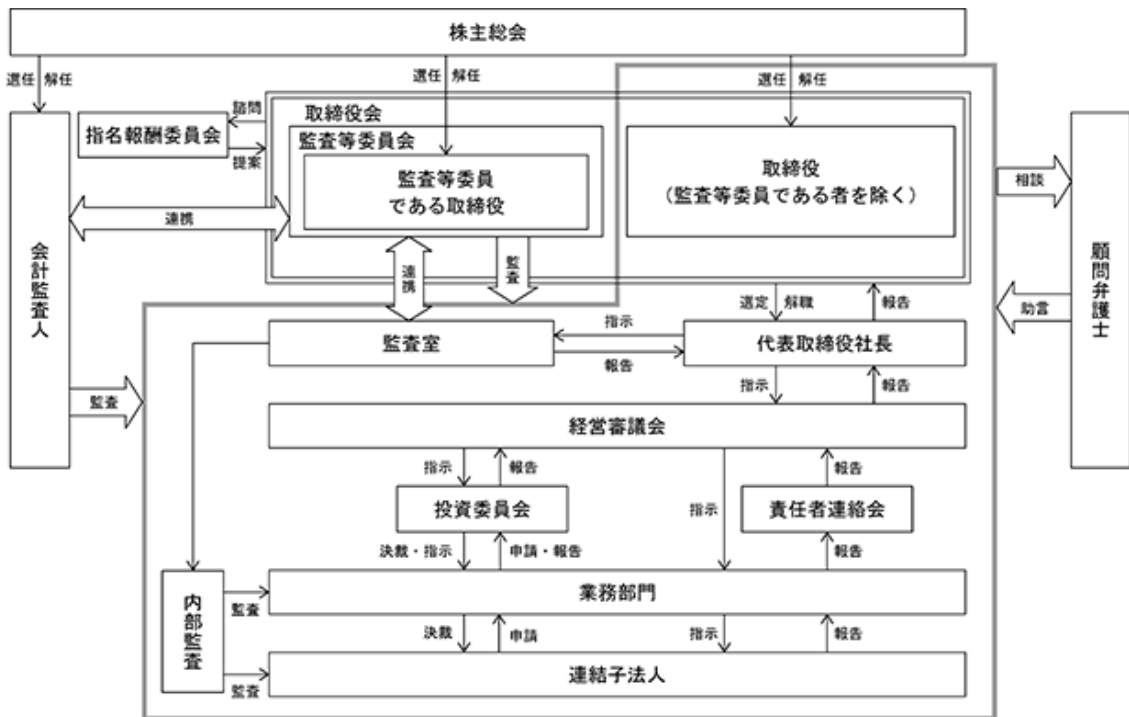 株主総会
選任 解任
選任 解任
選任 解任
諮問
指名報酬委員会
提案
取締役会
監査等委員会
監査等委員
である取締役
取締役
（監査等委員である者を除く）
連携
会計監査人
連携
監査
相談
顧問弁護士
助言
選定 解職
報告
監査室
指示
報告
代表取締役社長
監査
指示
報告
経営審議会
指示
報告
指示
報告
投資委員会
責任者連絡会
決裁・指示
申請・報告
報告
内部監査
監査
業務部門
決裁
申請
指示
報告
監査
連結子法人